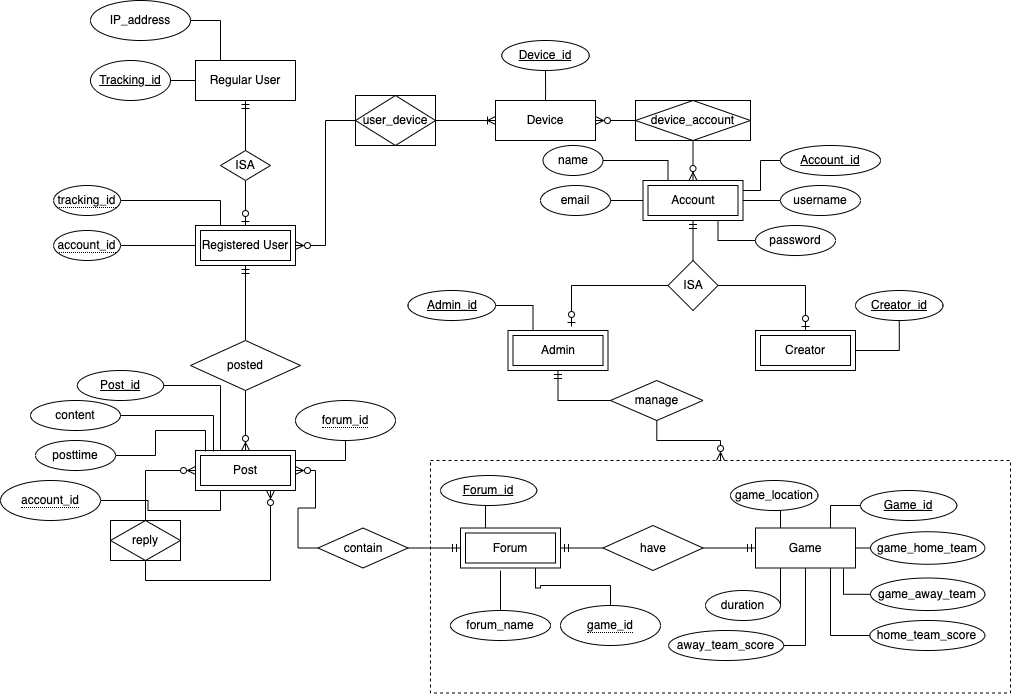 IP_address
Tracking_id
Regular User
ISA
tracking_id
account_id
Registered User
user_device
Device_id
Device
device_account
name
email
Account
Account_id
username
password
ISA
Admin_id
Admin
Creator_id
Creator
manage
posted
Post_id
content
posttime
account_id
forum_id
Post
reply
contain
Forum_id
Forum
forum_name
game_id
have
game_location
Game_id
Game
game_home_team
game_away_team
duration
home_team_score
away_team_score